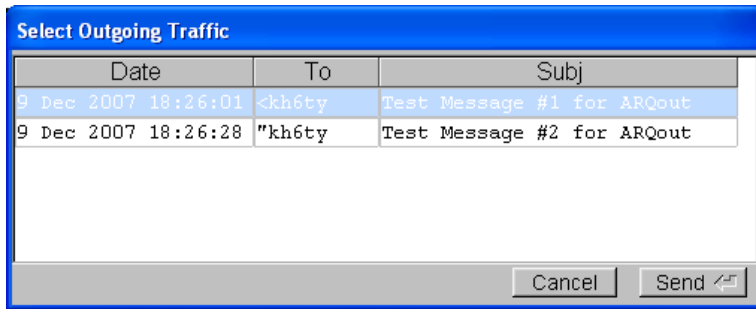 Select Outgoing Traffic
Date To Subj
9 Dec 2007 18:26:01 <kh6ty Test Message #1 for ARQout
9 Dec 2007 18:26:28 "kh6ty Test Message #2 for ARQout
Cancel Send